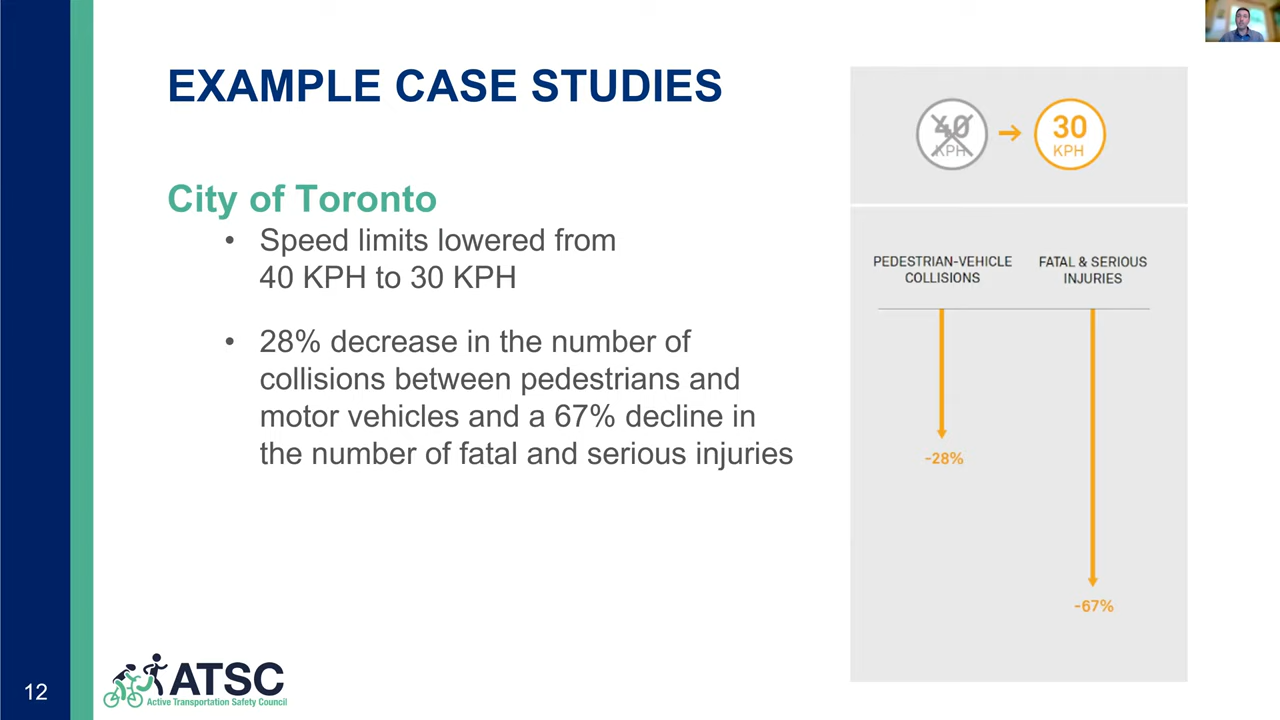 EXAMPLE CASE STUDIES
City of Toronto
• Speed limits lowered from
40 KPH to 30 KPH
• 28% decrease in the number of
collisions between pedestrians and
motor vehicles and a 67% decline in
the number of fatal and serious injuries
40
KPH
30
KPH
PEDESTRIAN-VEHICLE
COLLISIONS
FATAL & SERIOUS
INJURIES
-28%
-67%
12
ATSC
Active Transportation Safety Council